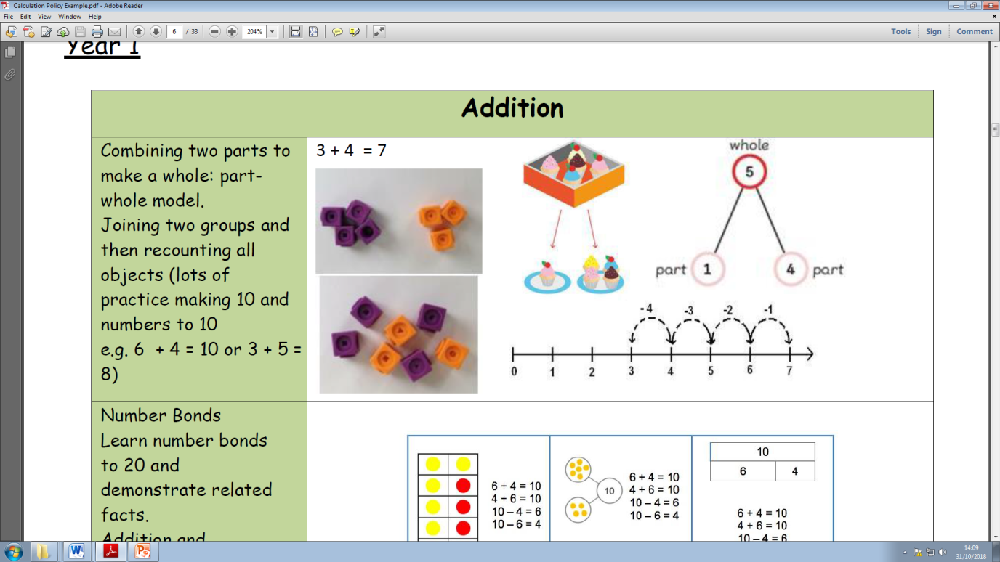 Calculation Policy Example.pdf - Adobe Reader
File Edit View Window Help
6 / 33 204% Tools Sign Comment
Year 1
Addition
Combining two parts to
make a whole: part-
whole model.
Joining two groups and
then recounting all
objects (lots of
practice making 10 and
numbers to 10
e.g. 6 + 4 = 10 or 3 + 5 =
8)
3 + 4 = 7
whole
5
part 1 4 part
- 4 -3 -2 -1
0 1 2 3 4 5 6 7
Number Bonds
Learn number bonds
to 20 and
demonstrate related
facts.
Addition and
6 + 4 = 10
4 + 6 = 10
10 – 4 = 6
10 – 6 = 4
10
6 + 4 = 10
4 + 6 = 10
10 – 4 = 6
10 – 6 = 4
10
6 4
6 + 4 = 10
4 + 6 = 10
10 – 4 = 6
14:09
31/10/2018